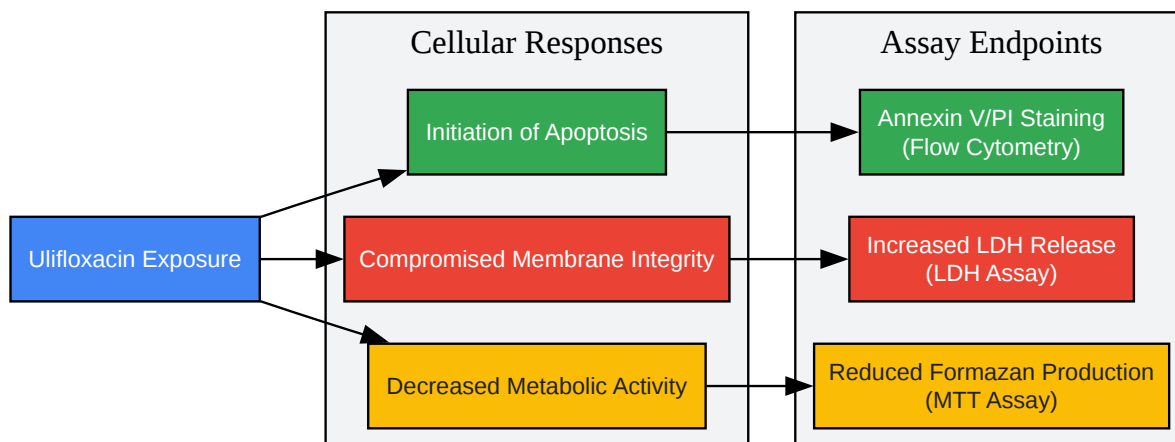 Cellular Responses
Assay Endpoints
Initiation of Apoptosis
Annexin V/PI Staining
(Flow Cytometry)
Ulifloxacin Exposure
Compromised Membrane Integrity
Increased LDH Release
(LDH Assay)
Decreased Metabolic Activity
Reduced Formazan Production
(MTT Assay)